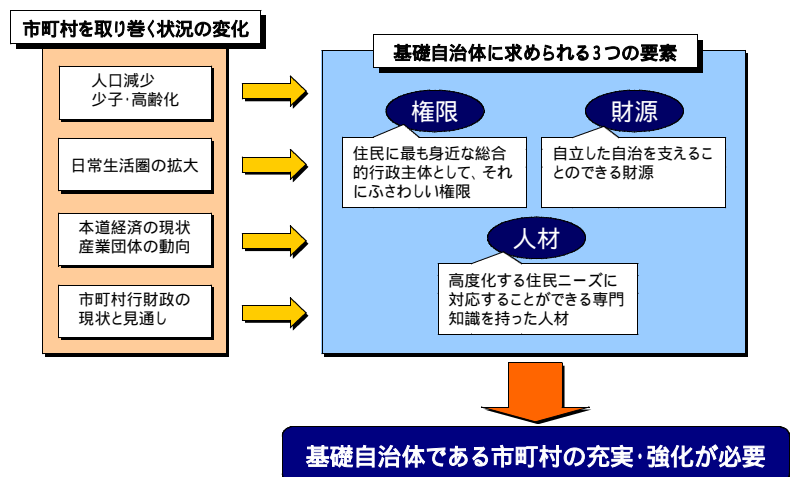 市町村を取り巻く状況の変化
人口減少
少子・高齢化
日常生活圏の拡大
本道経済の現状
産業団体の動向
市町村行財政の
現状と見通し
基礎自治体に求められる3つの要素
権限
住民に最も身近な総合
的行政主体として、それ
にふさわしい権限
財源
自立した自治を支えるこ
とのできる財源
人材
高度化する住民ニーズに
対応することができる専門
知識を持った人材
基礎自治体である市町村の充実・強化が必要